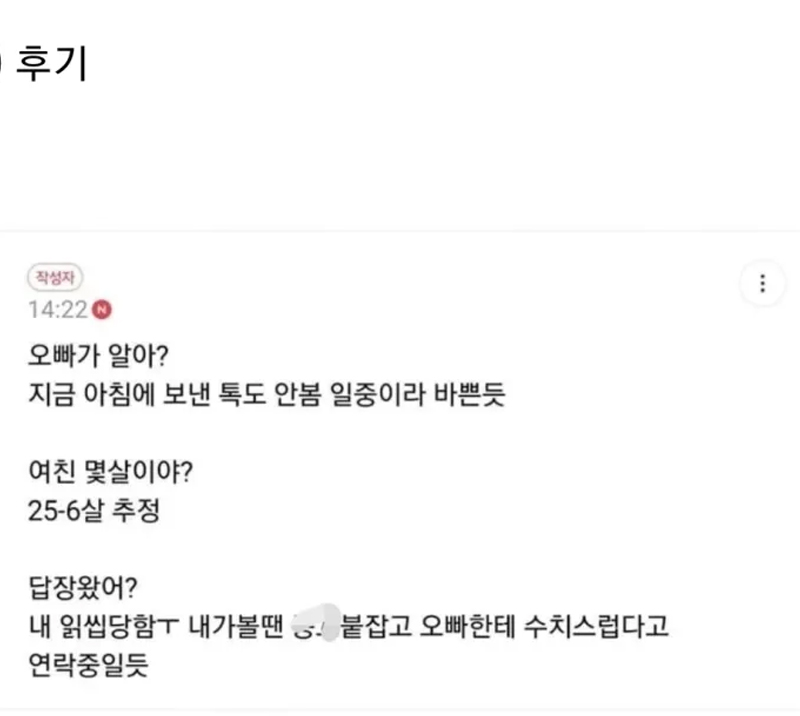 후기
작성자
14:22 N
오빠가 알아?
지금 아침에 보낸 톡도 안봄 일중이라 바쁜듯
여친 몇살이야?
25-6살 추정
답장왔어?
내 읽씹당함ㅜ 내가볼땐 붙잡고 오빠한테 수치스럽다고
연락중일듯